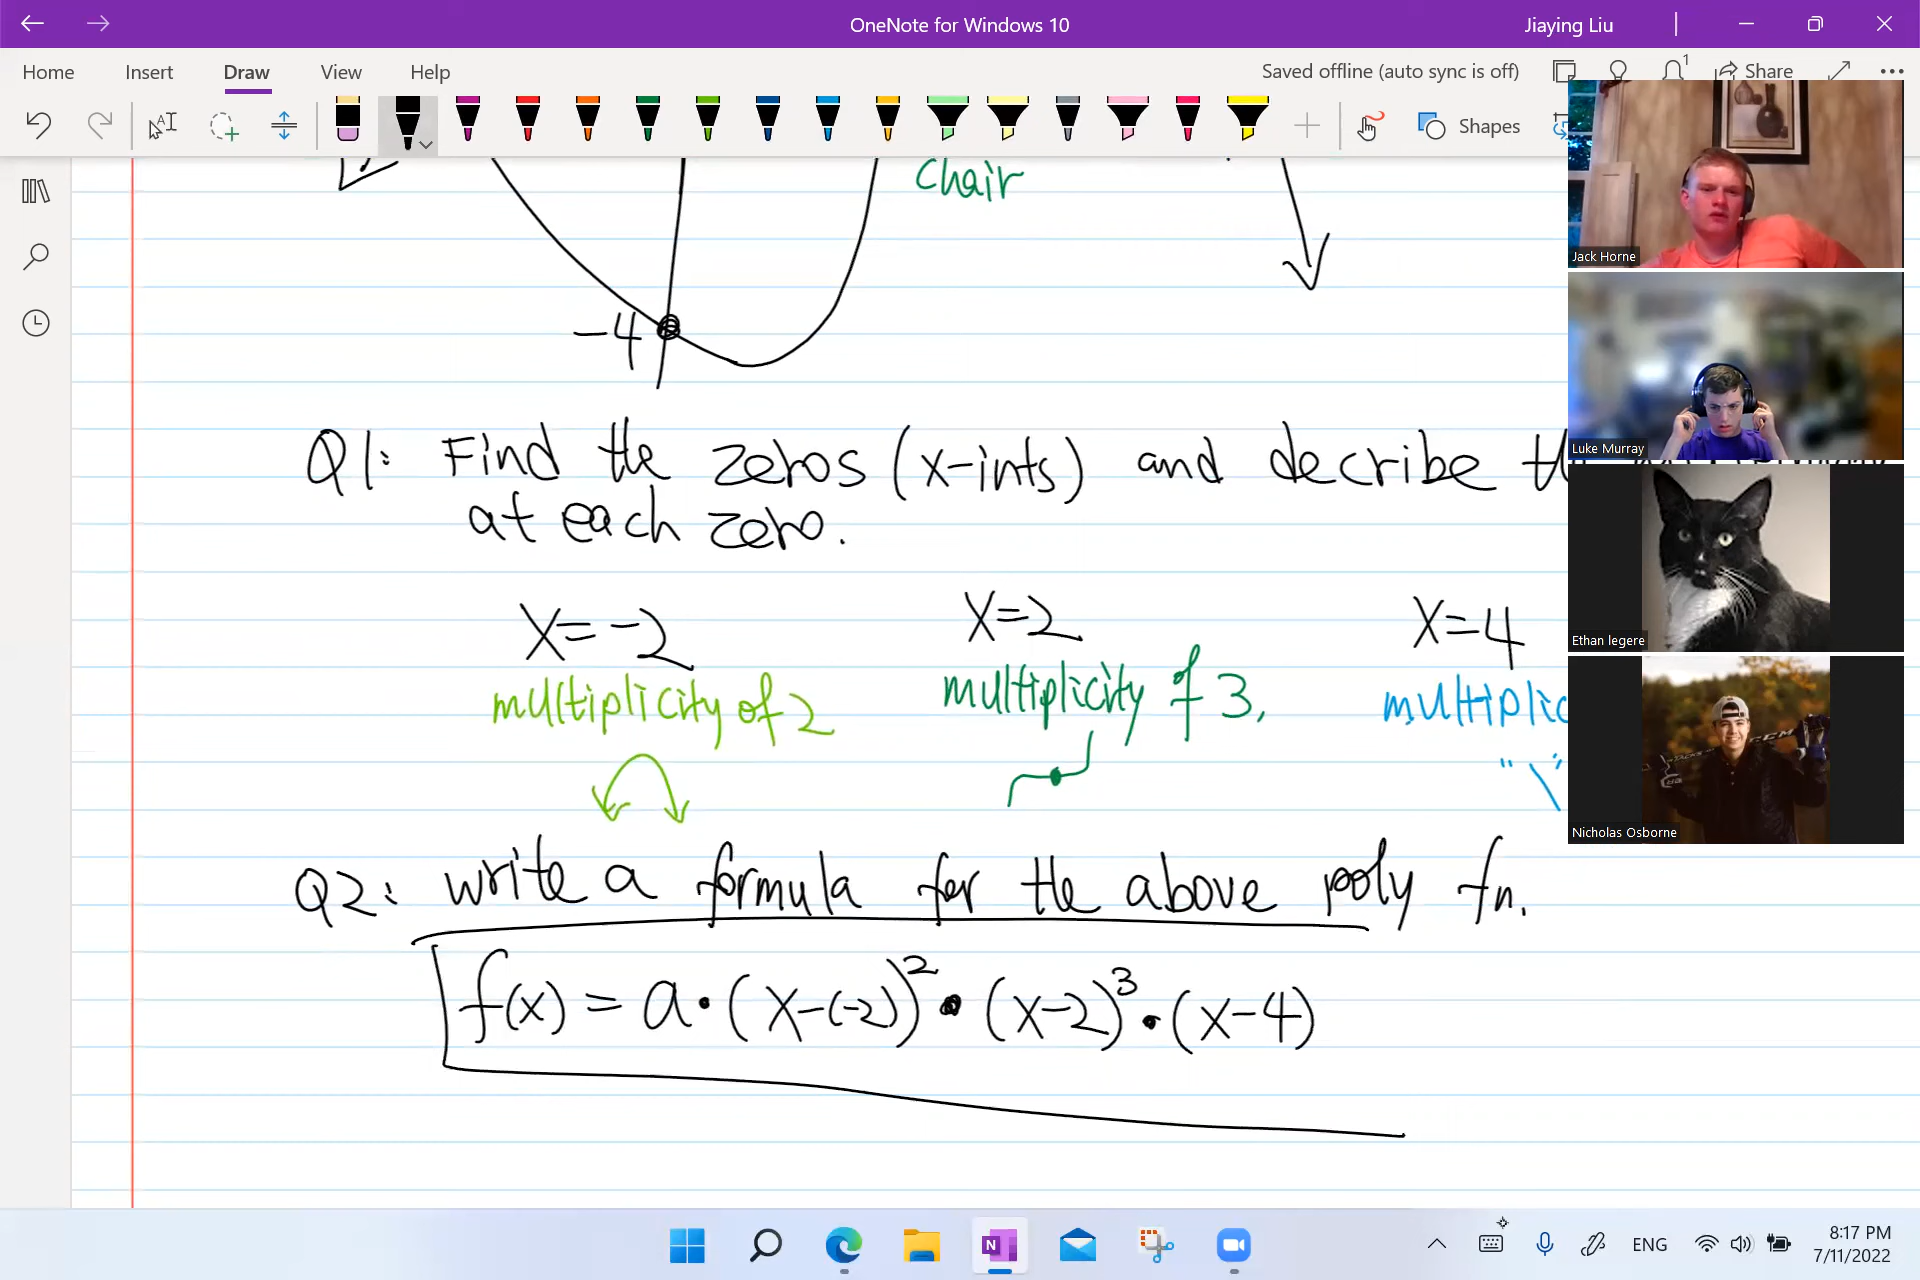 OneNote for Windows 10
Jiaying Liu
Home Insert Draw View Help
Saved offline (auto sync is off)
1
Share
Shapes
Chair
-4
Q1: Find the zeros (x-ints) and decribe
at each zero.
X=-2 X=2 X=4
multiplicity of 2 multiplicity of 3, multiplic
"\"
Q2: write a formula for the above poly fn.
f(x) = a·(x-(-2))²·(x-2)³·(x-4)
Jack Horne
Luke Murray
Ethan legere
Nicholas Osborne
ENG
8:17 PM
7/11/2022